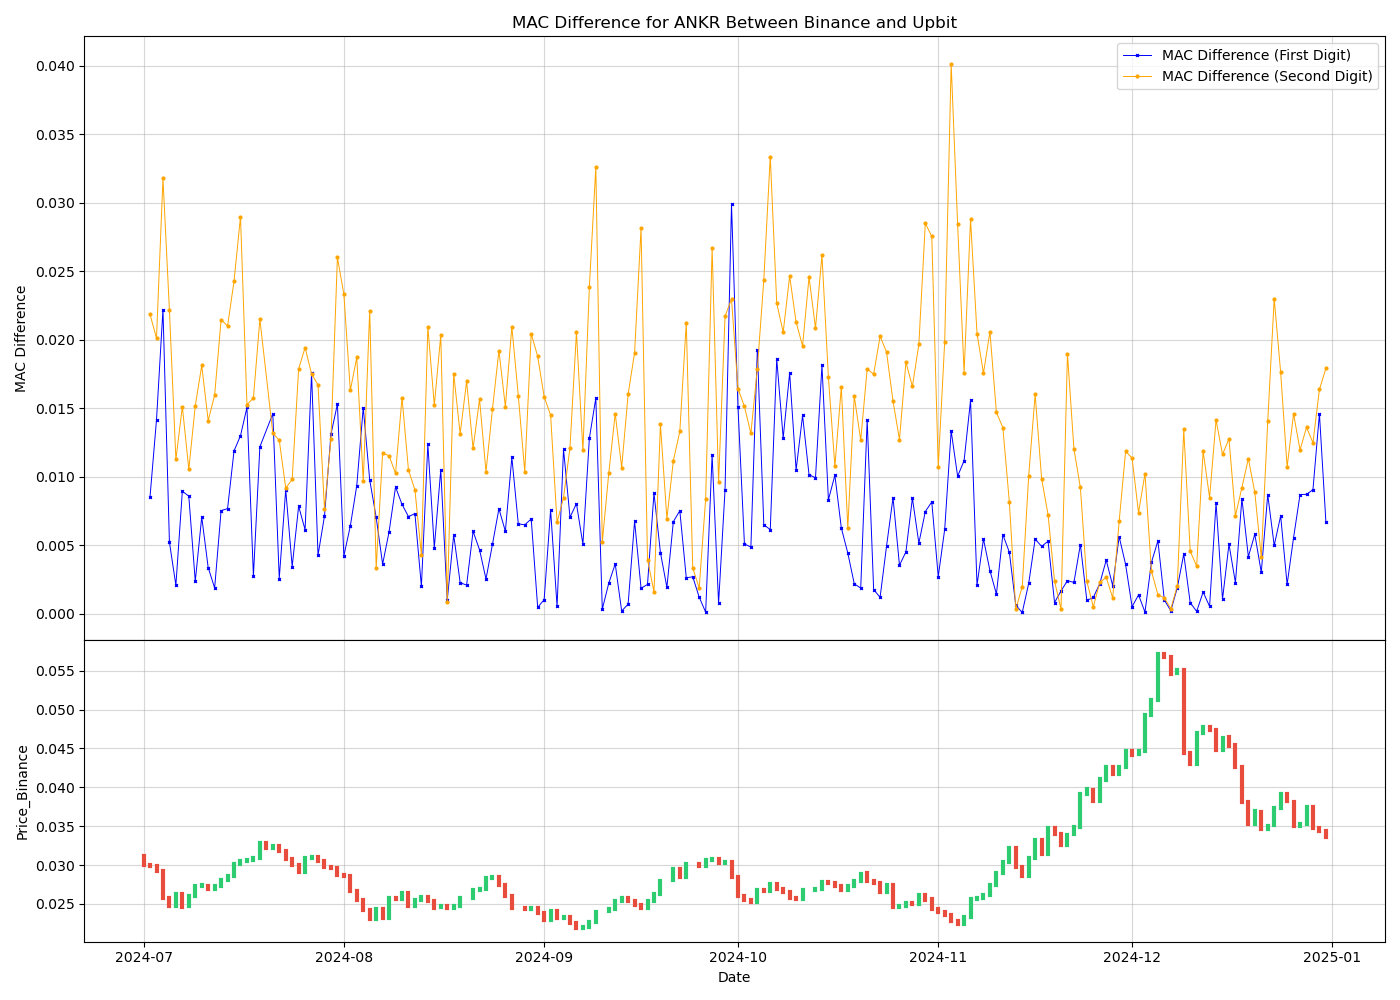 MAC Difference for ANKR Between Binance and Upbit
MAC Difference (First Digit)
MAC Difference (Second Digit)
MAC Difference
0.040
0.035
0.030
0.025
0.020
0.015
0.010
0.005
0.000
Price_Binance
0.055
0.050
0.045
0.040
0.035
0.030
0.025
2024-07 2024-08 2024-09 2024-10 2024-11 2024-12 2025-01
Date